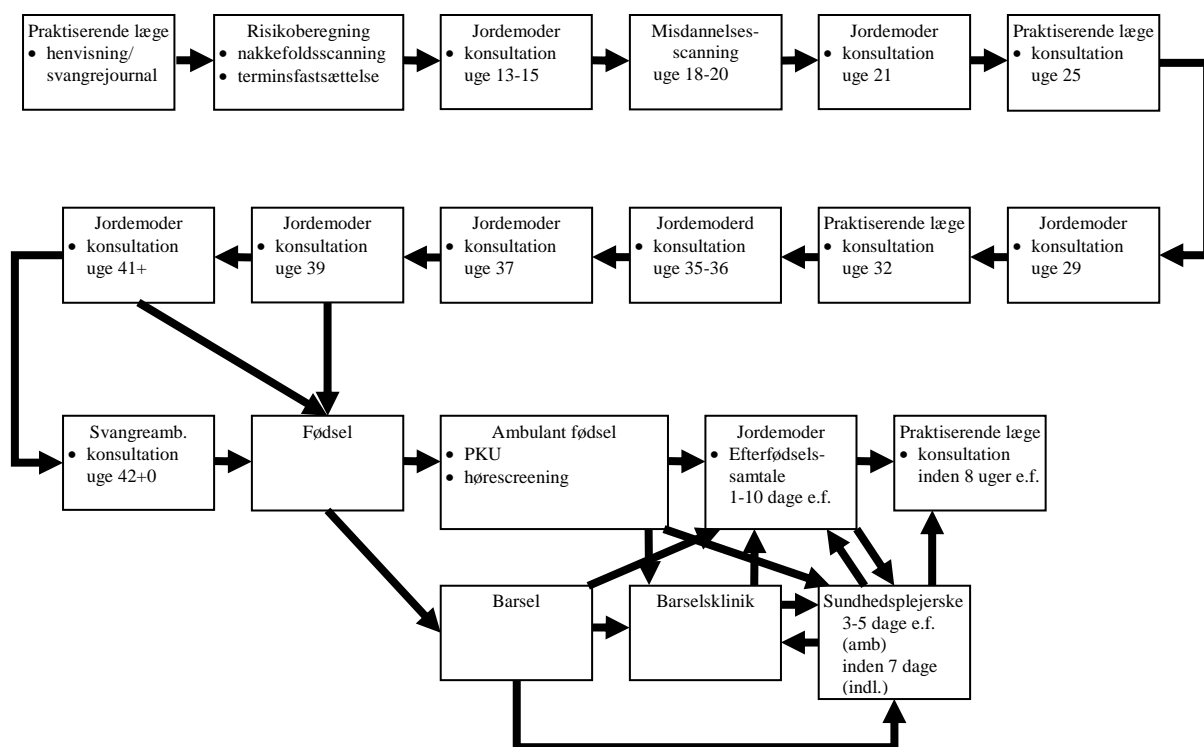 Praktiserende læge
• henvisning/
svangrejournal
Risikoberegning
• nakkefoldsscanning
• terminsfastsættelse
Jordemoder
• konsultation
uge 13-15
Misdannelses-
scanning
uge 18-20
Jordemoder
• konsultation
uge 21
Praktiserende læge
• konsultation
uge 25
Jordemoder
• konsultation
uge 41+
Jordemoder
• konsultation
uge 39
Jordemoder
• konsultation
uge 37
Jordemoderd
• konsultation
uge 35-36
Praktiserende læge
• konsultation
uge 32
Jordemoder
• konsultation
uge 29
Svangreamb.
• konsultation
uge 42+0
Fødsel
Ambulant fødsel
• PKU
• hørescreening
Jordemoder
• Efterfødsels-
samtale
1-10 dage e.f.
Praktiserende læge
• konsultation
inden 8 uger e.f.
Barsel
Barselsklinik
Sundhedsplejerske
3-5 dage e.f.
(amb)
inden 7 dage
(indl.)